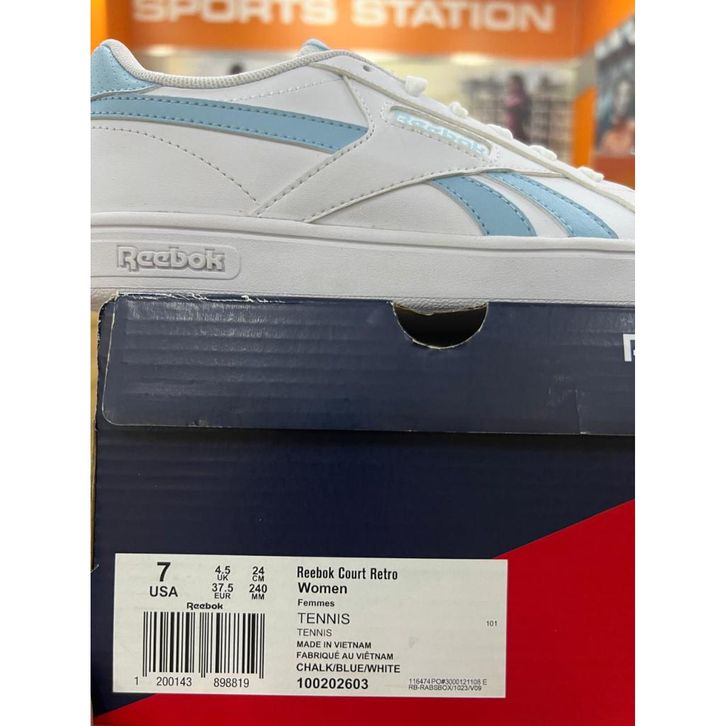 SPORTS STATION
Reebok
Reebok
7
USA
4.5
UK
37.5
EUR
24
CM
240
MM
Reebok
1 200143 898819
Reebok Court Retro
Women
Femmes
TENNIS
TENNIS
101
MADE IN VIETNAM
FABRIQUÉ AU VIÊTNAM
CHALK/BLUE/WHITE
100202603
116474 PO#3000121108 E
RB-RABSBOX/1023/V09